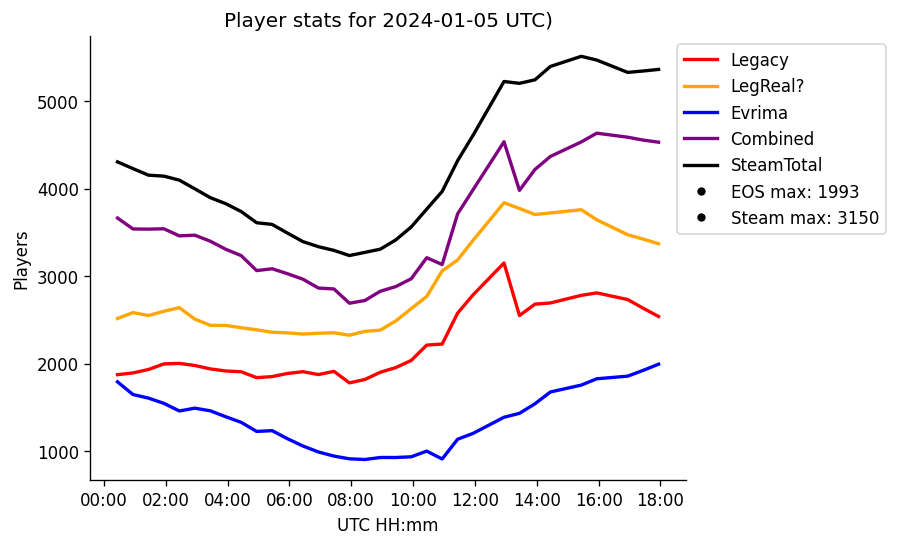 Player stats for 2024-01-05 UTC)
Legacy
LegReal?
Evrima
Combined
SteamTotal
EOS max: 1993
Steam max: 3150
Players
5000
4000
3000
2000
1000
00:00 02:00 04:00 06:00 08:00 10:00 12:00 14:00 16:00 18:00
UTC HH:mm